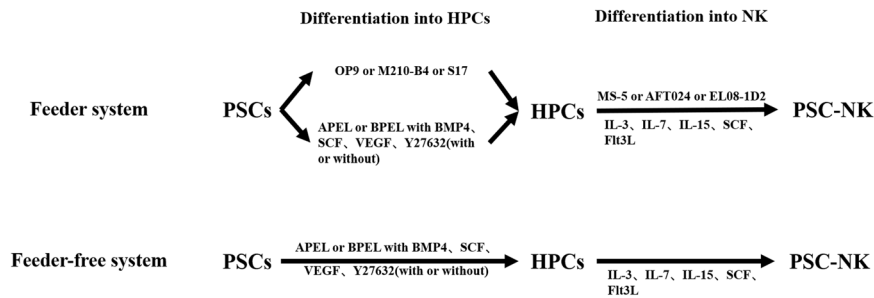 Differentiation into HPCs
Differentiation into NK
Feeder system
PSCs
OP9 or M210-B4 or S17
APEL or BPEL with BMP4、
SCF、VEGF、Y27632(with
or without)
HPCs
MS-5 or AFT024 or EL08-1D2
IL-3、IL-7、IL-15、SCF、
Flt3L
PSC-NK
Feeder-free system
PSCs
APEL or BPEL with BMP4、SCF、
VEGF、Y27632(with or without)
HPCs
IL-3、IL-7、IL-15、SCF、
Flt3L
PSC-NK